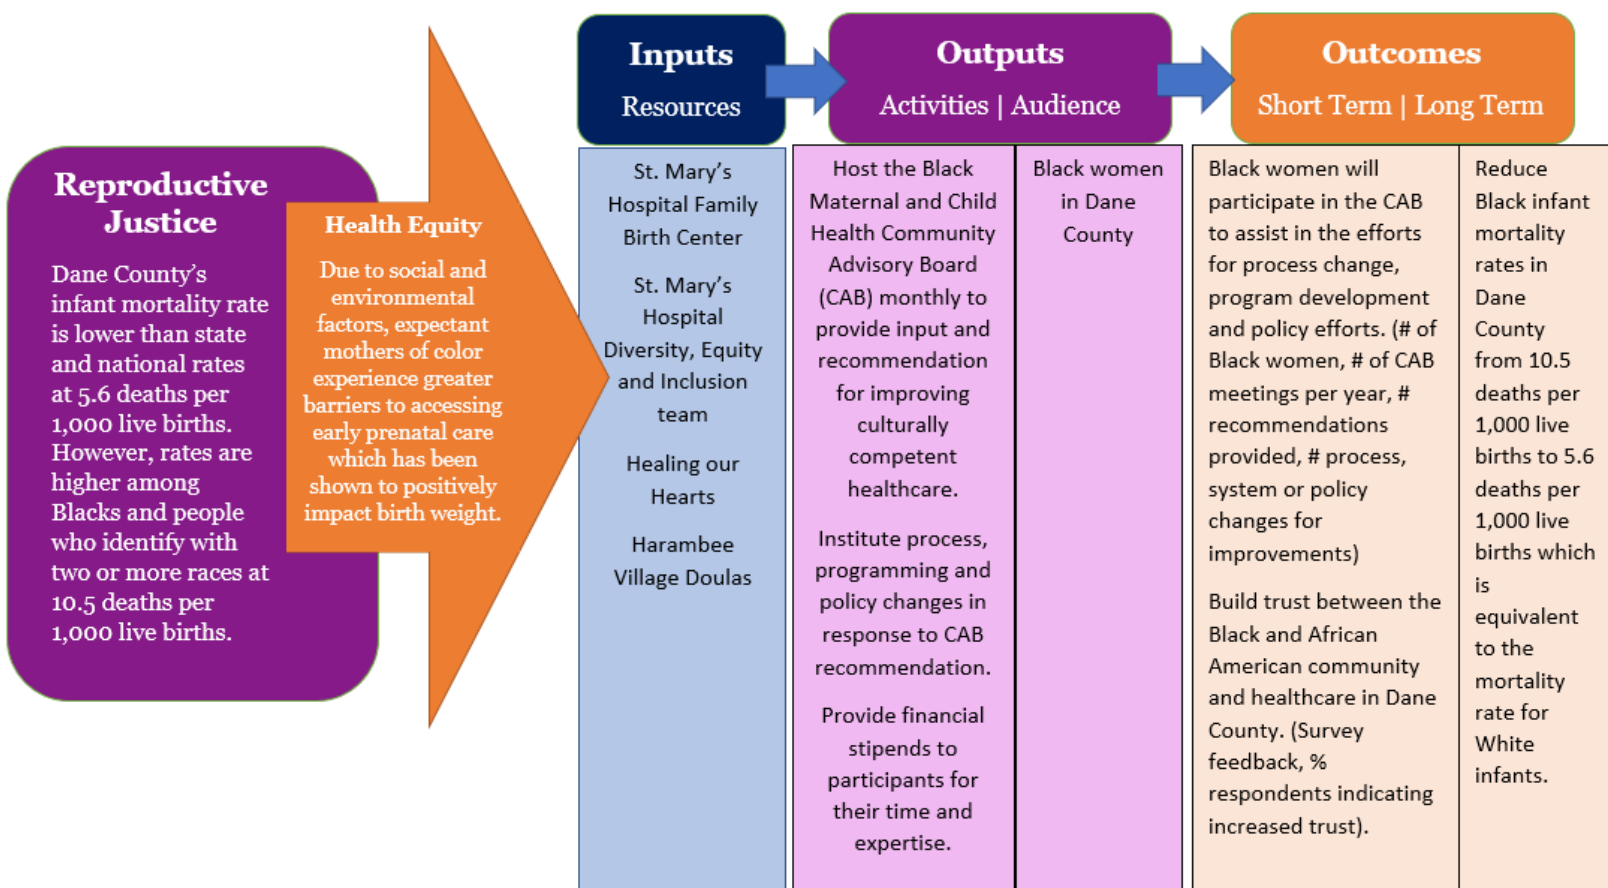 Reproductive
Justice
Dane County's
infant mortality rate
is lower than state
and national rates
at 5.6 deaths per
1,000 live births.
However, rates are
higher among
Blacks and people
who identify with
two or more races at
10.5 deaths per
1,000 live births.
Health Equity
Due to social and
environmental
factors, expectant
mothers of color
experience greater
barriers to accessing
early prenatal care
which has been
shown to positively
impact birth weight.
Inputs
Resources
St. Mary's
Hospital Family
Birth Center
St. Mary's
Hospital
Diversity, Equity
and Inclusion
team
Healing our
Hearts
Harambee
Village Doulas
Outputs
Activities | Audience
Host the Black
Maternal and Child
Health Community
Advisory Board
(CAB) monthly to
provide input and
recommendation
for improving
culturally
competent
healthcare.
Institute process,
programming and
policy changes in
response to CAB
recommendation.
Provide financial
stipends to
participants for
their time and
expertise.
Black women
in Dane
County
Outcomes
Short Term | Long Term
Black women will
participate in the CAB
to assist in the efforts
for process change,
program development
and policy efforts. (# of
Black women, # of CAB
meetings per year, #
recommendations
provided, # process,
system or policy
changes for
improvements)
Build trust between the
Black and African
American community
and healthcare in Dane
County. (Survey
feedback, %
respondents indicating
increased trust).
Reduce
Black infant
mortality
rates in
Dane
County
from 10.5
deaths per
1,000 live
births to 5.6
deaths per
1,000 live
births which
is
equivalent
to the
mortality
rate for
White
infants.